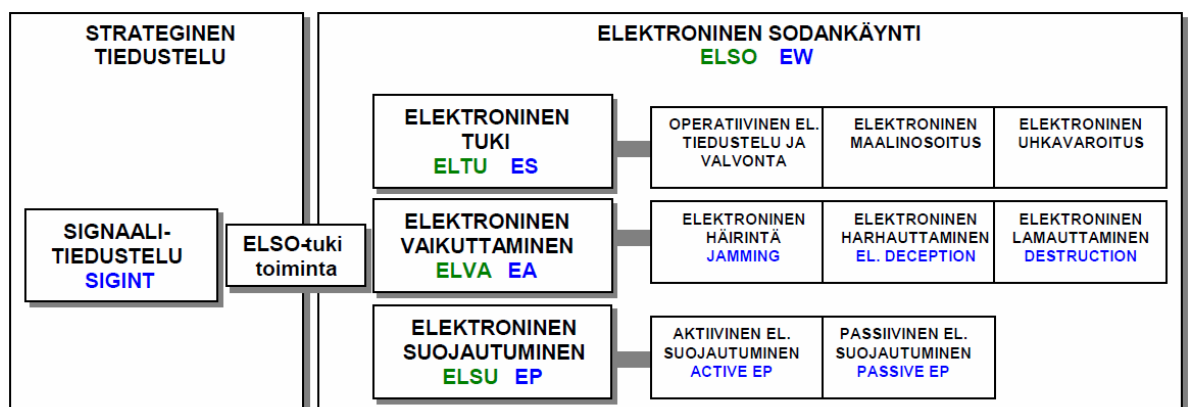 STRATEGINEN
TIEDUSTELU
ELEKTRONINEN SODANKÄYNTI
ELSO EW
SIGNAALI-
TIEDUSTELU
SIGINT
ELSO-tuki
toiminta
ELEKTRONINEN
TUKI
ELTU ES
OPERATIIVINEN EL.
TIEDUSTELU JA
VALVONTA
ELEKTRONINEN
MAALINOSOITUS
ELEKTRONINEN
UHKAVAROITUS
ELEKTRONINEN
VAIKUTTAMINEN
ELVA EA
ELEKTRONINEN
HÄIRINTÄ
JAMMING
ELEKTRONINEN
HARHAUTTAMINEN
EL. DECEPTION
ELEKTRONINEN
LAMAUTTAMINEN
DESTRUCTION
ELEKTRONINEN
SUOJAUTUMINEN
ELSU EP
AKTIIVINEN EL.
SUOJAUTUMINEN
ACTIVE EP
PASSIIVINEN EL.
SUOJAUTUMINEN
PASSIVE EP